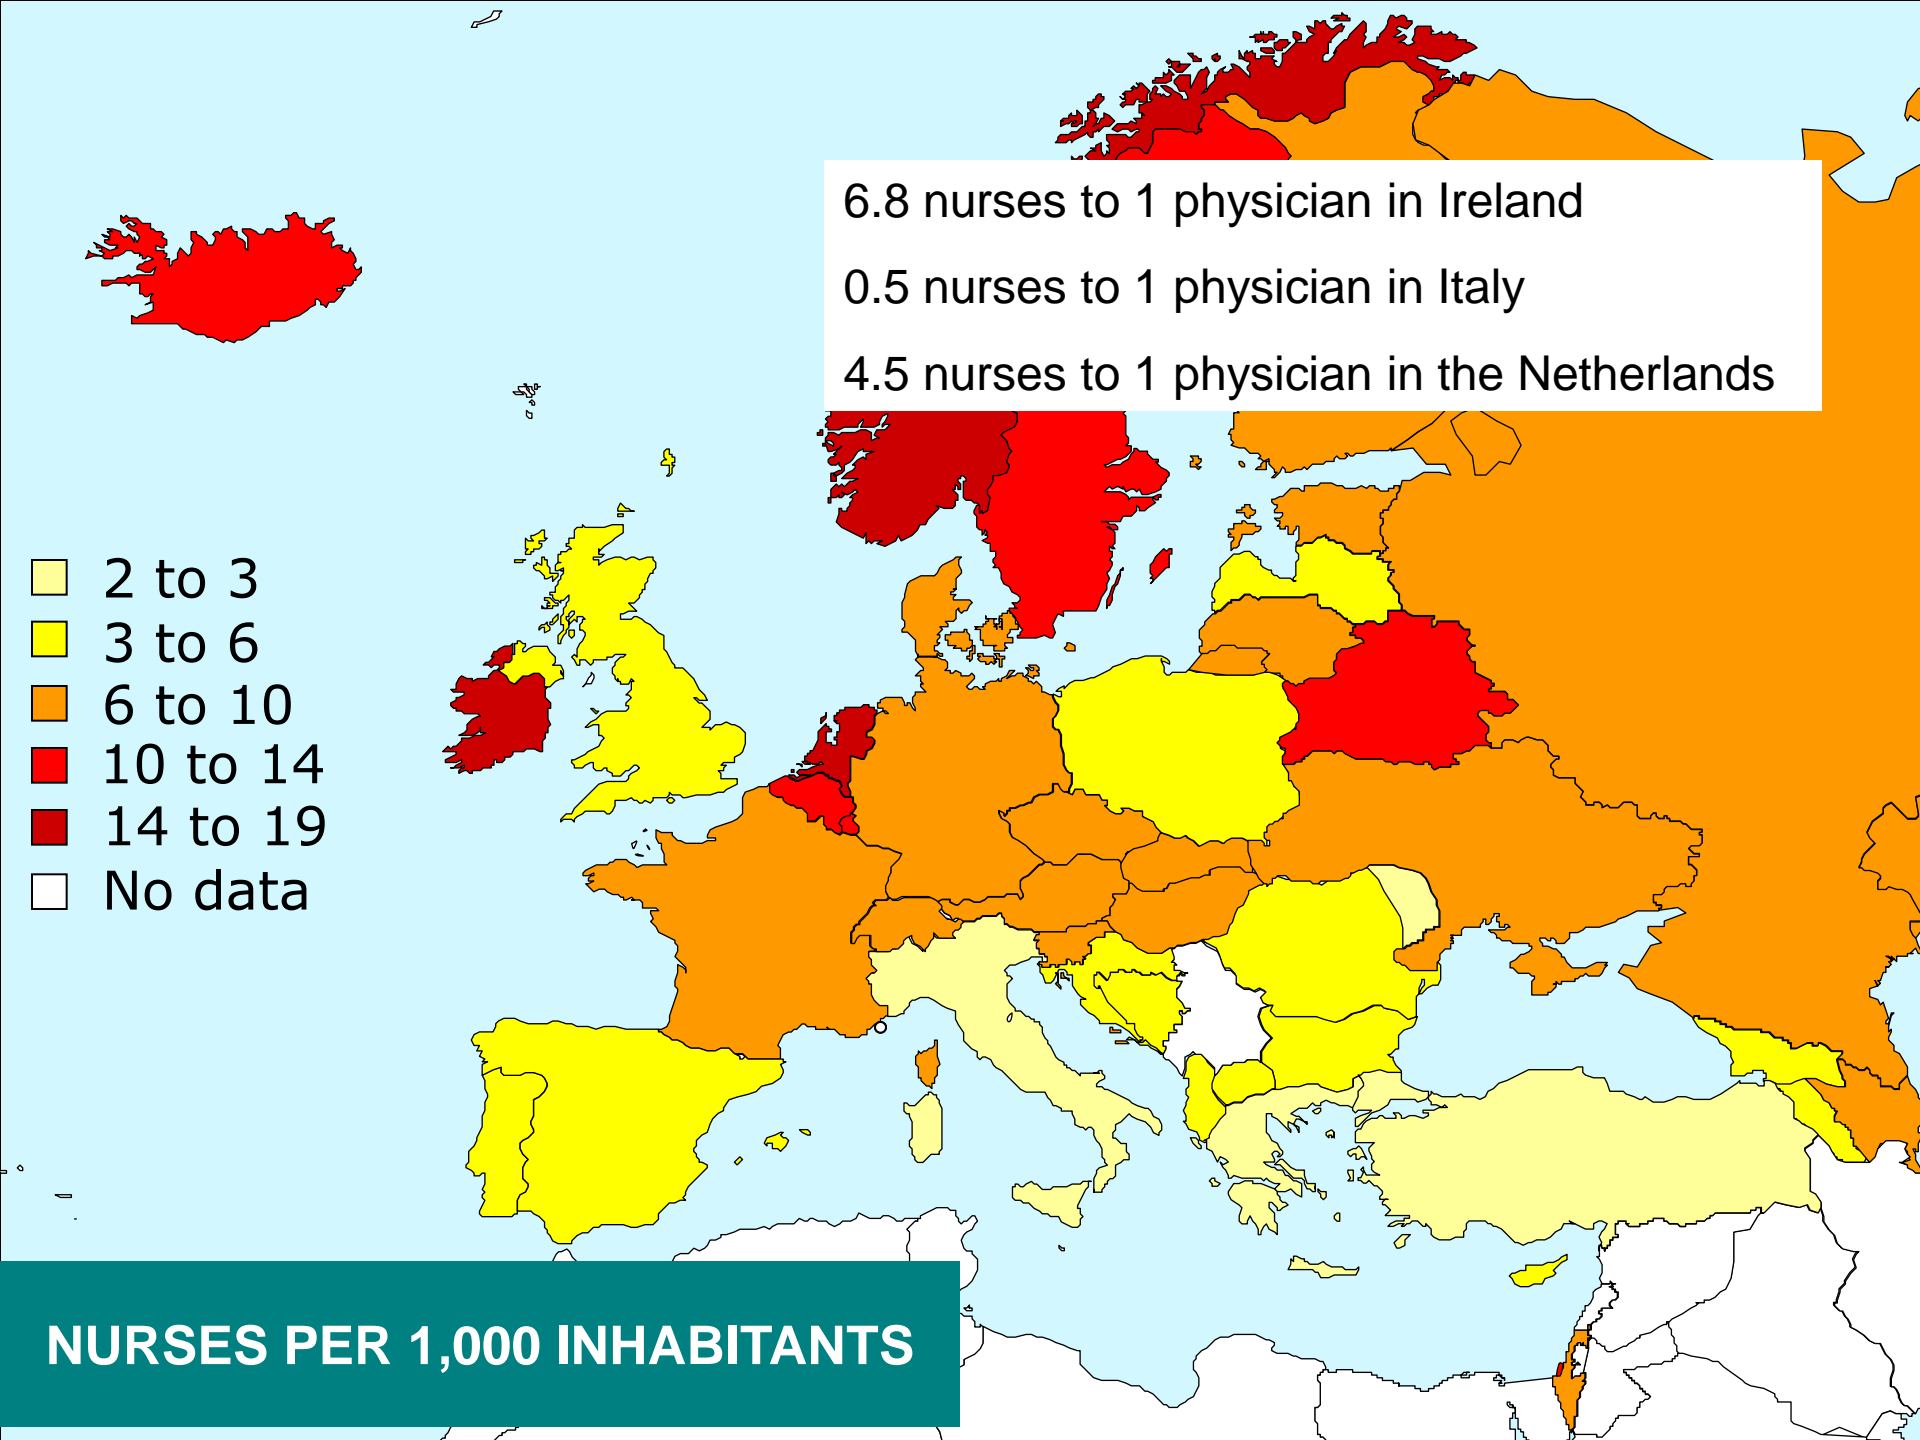 6.8 nurses to 1 physician in Ireland
0.5 nurses to 1 physician in Italy
4.5 nurses to 1 physician in the Netherlands
2 to 3
3 to 6
6 to 10
10 to 14
14 to 19
No data
NURSES PER 1,000 INHABITANTS